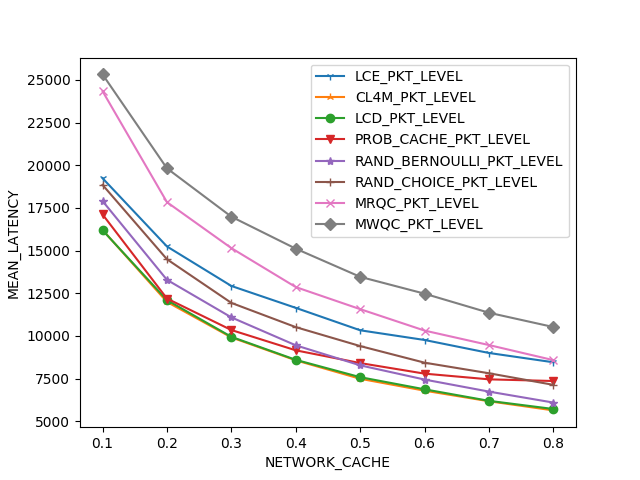 MEAN_LATENCY
25000
22500
20000
17500
15000
12500
10000
7500
5000
LCE_PKT_LEVEL
CL4M_PKT_LEVEL
LCD_PKT_LEVEL
PROB_CACHE_PKT_LEVEL
RAND_BERNOULLI_PKT_LEVEL
RAND_CHOICE_PKT_LEVEL
MRQC_PKT_LEVEL
MWQC_PKT_LEVEL
0.1 0.2 0.3 0.4 0.5 0.6 0.7 0.8
NETWORK_CACHE